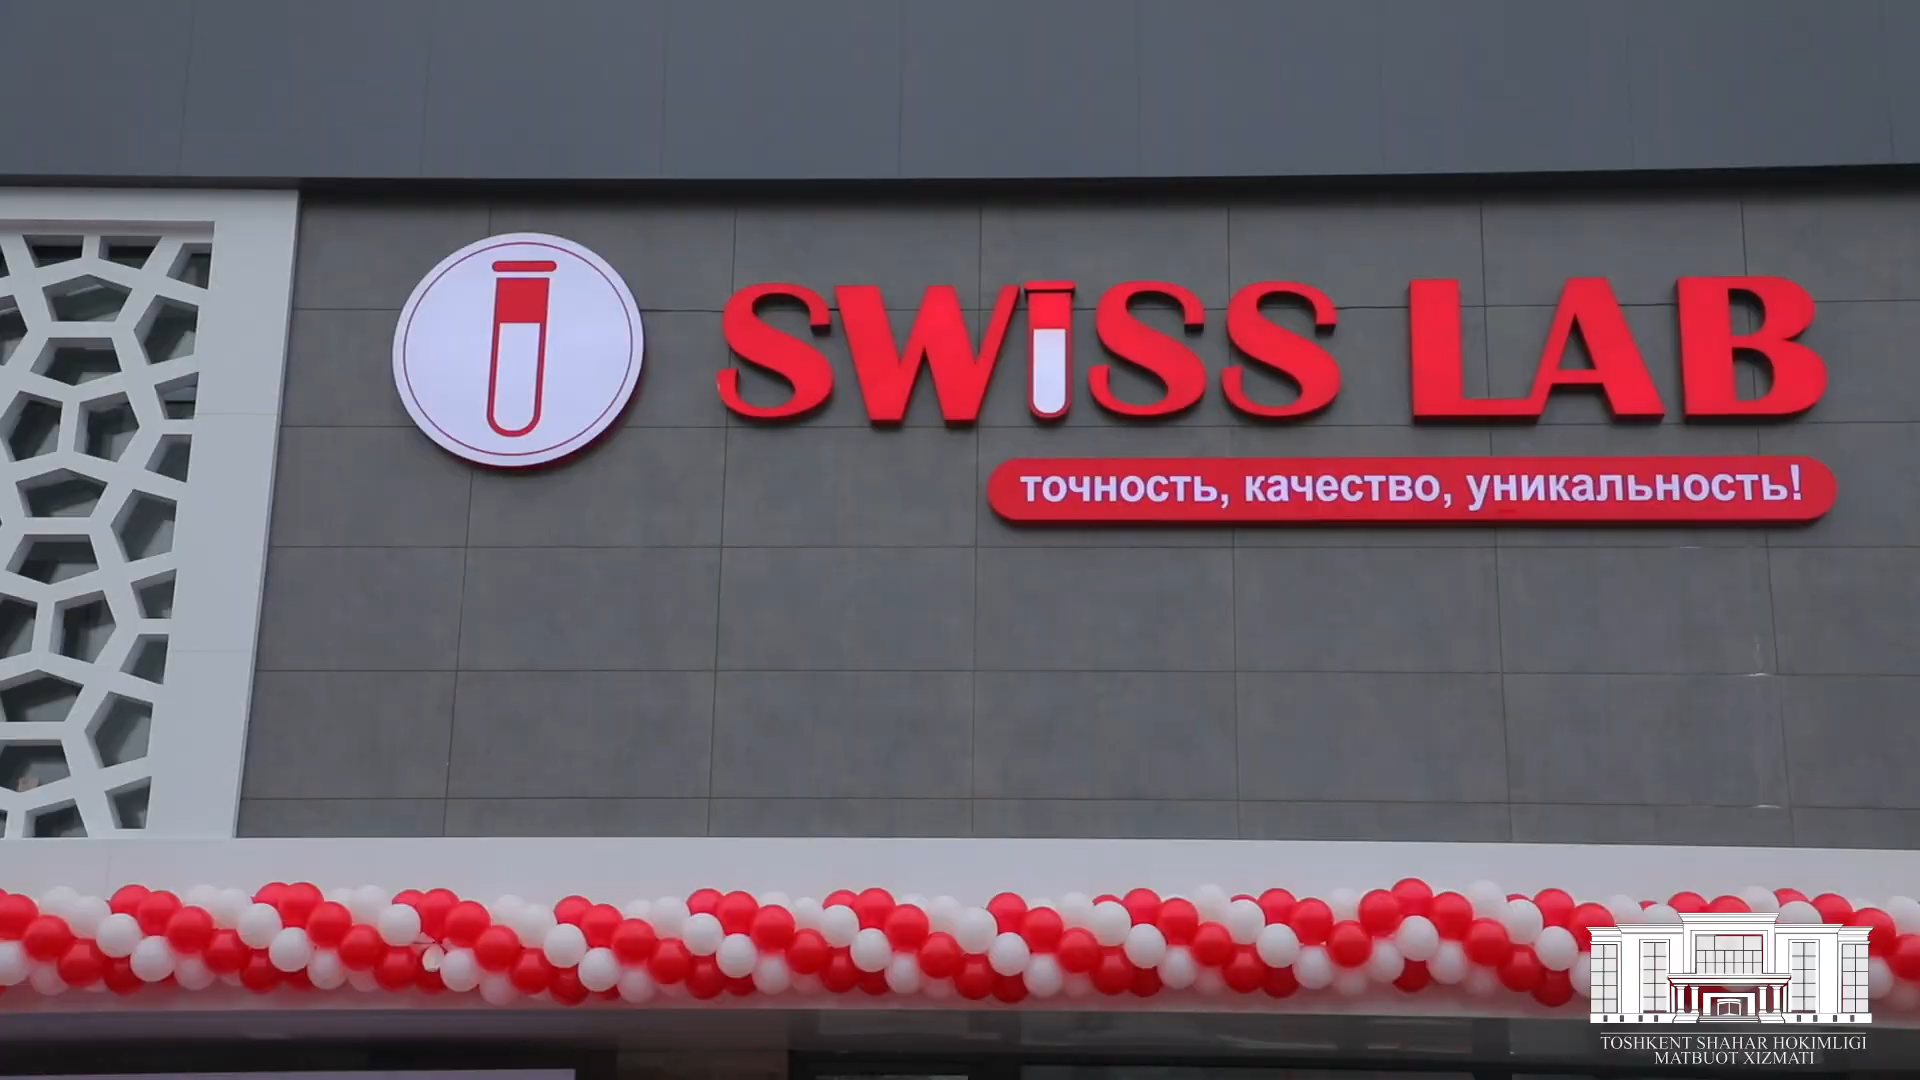 SWiSS LAB
точность, качество, уникальность!
TOSHKENT SHAHAR HOKIMLIGI
MATBUOT XIZMATI